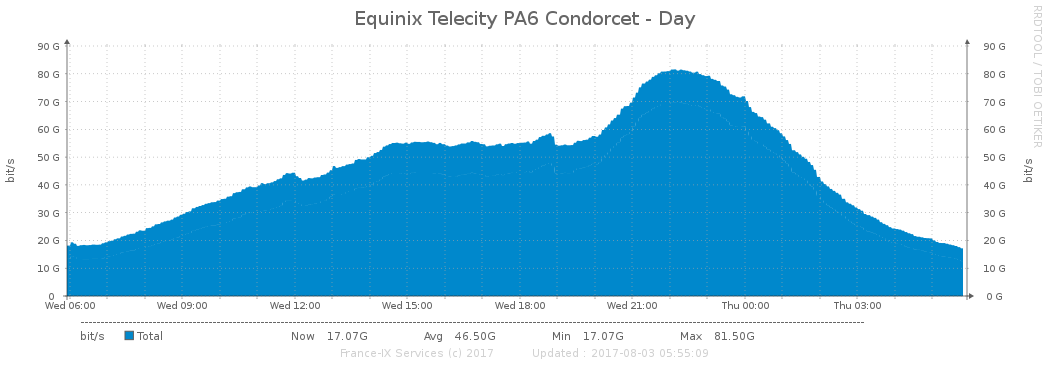 Equinix Telecity PA6 Condorcet - Day
RRDTOOL / TOBI OETIKER
90 G 90 G
80 G 80 G
70 G 70 G
60 G 60 G
50 G 50 G
40 G 40 G
30 G 30 G
20 G 20 G
10 G 10 G
0 0 G
bit/s
bit/s
Wed 06:00 Wed 09:00 Wed 12:00 Wed 15:00 Wed 18:00 Wed 21:00 Thu 00:00 Thu 03:00
bit/s Total Now 17.07G Avg 46.50G Min 17.07G Max 81.50G
France-IX Services (c) 2017 Updated : 2017-08-03 05:55:09